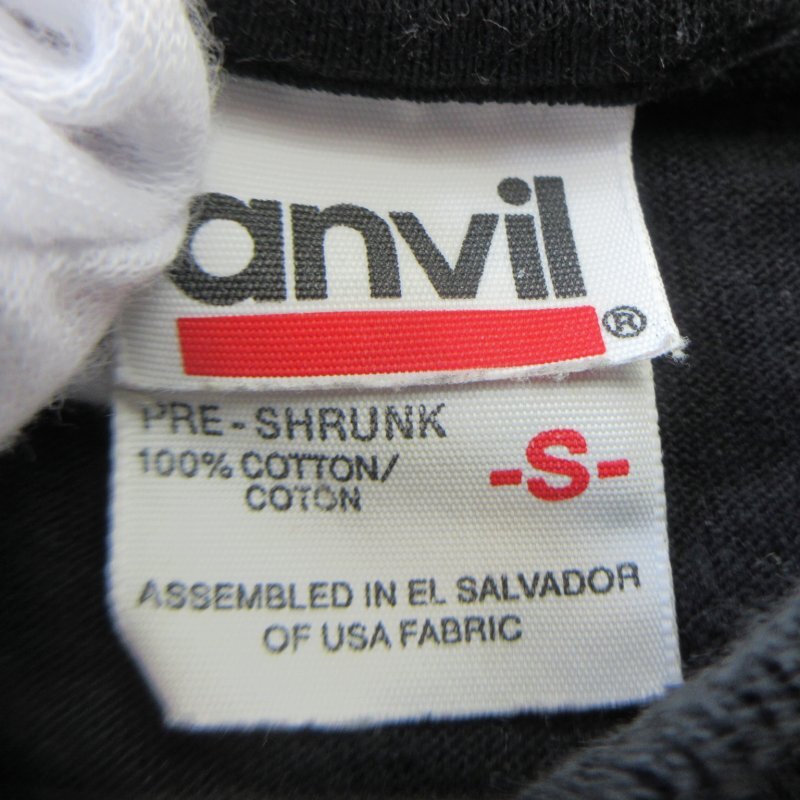 anvil®
PRE-SHRUNK
100% COTTON/
COTON
-S-
ASSEMBLED IN EL SALVADOR
OF USA FABRIC